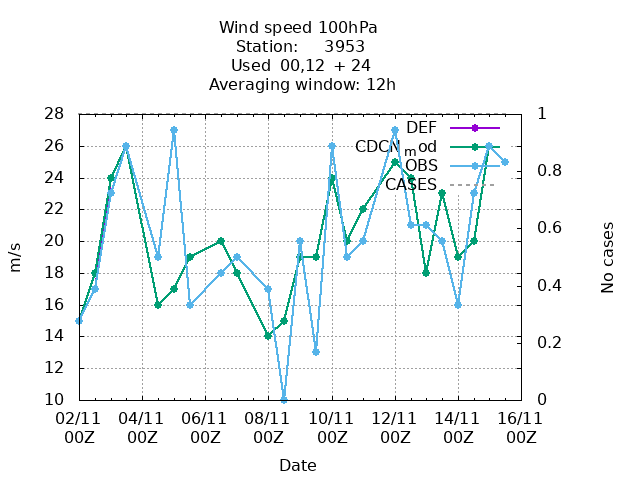 Wind speed 100hPa
Station: 3953
Used 00,12 + 24
Averaging window: 12h
28 1
DEF
26
CDCN_mod
OBS
24 0.8
CASES
22 0.6
20
m/s No cases
18 0.4
16
14 0.2
12
10 0
02/11 04/11 06/11 08/11 10/11 12/11 14/11 16/11
00Z 00Z 00Z 00Z 00Z 00Z 00Z 00Z
Date